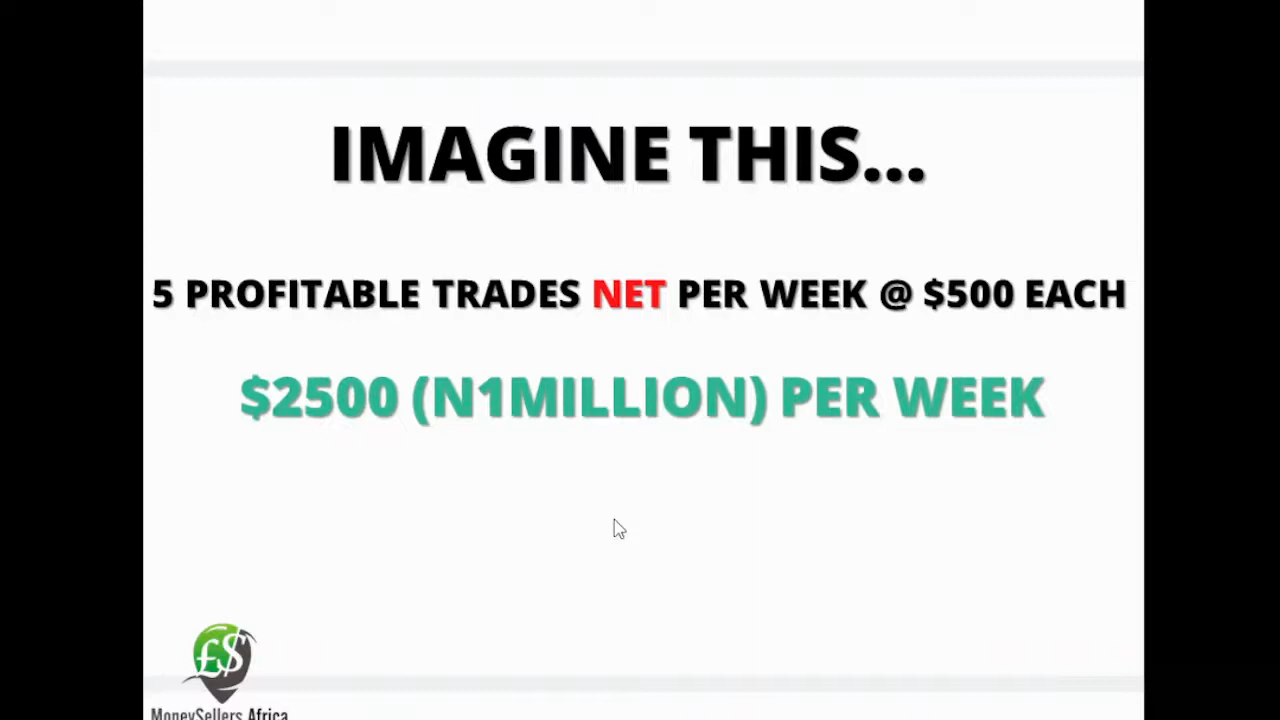 IMAGINE THIS...
5 PROFITABLE TRADES NET PER WEEK @ $500 EACH
$2500 (N1MILLION) PER WEEK
£$
MoneySellers Africa